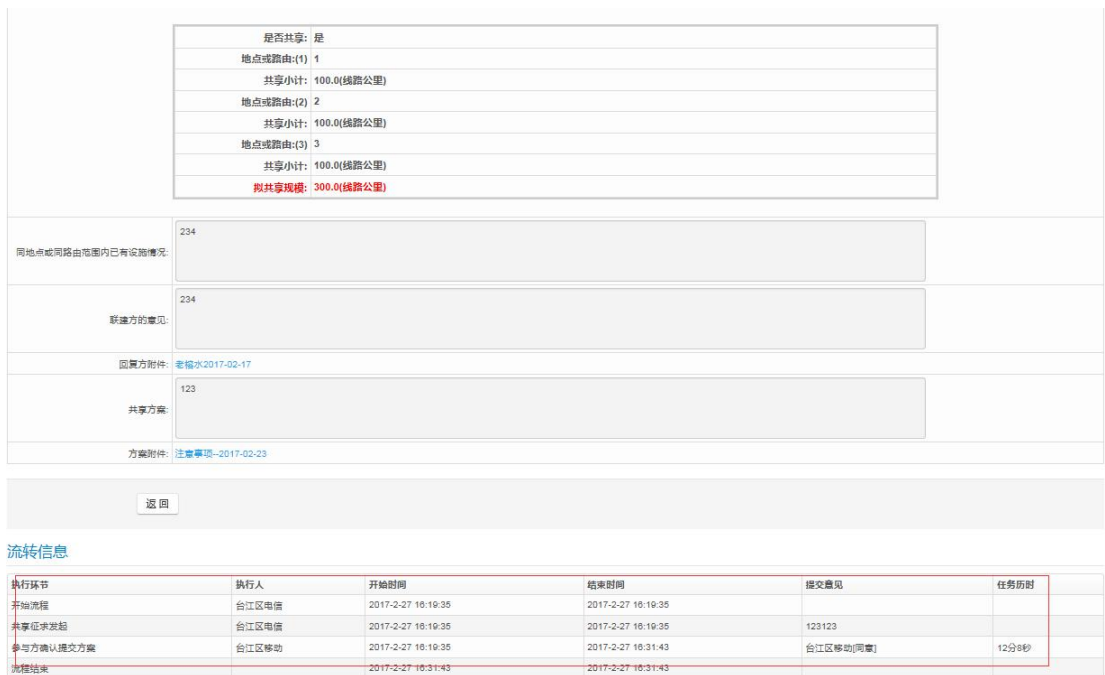 是否共享: 是
地点或路由:(1) 1
共享小计: 100.0(线路公里)
地点或路由:(2) 2
共享小计: 100.0(线路公里)
地点或路由:(3) 3
共享小计: 100.0(线路公里)
拟共享规模: 300.0(线路公里)
同地点或同路由范围内已有设施情况: 234
联建方的意见: 234
回复方附件: 老榕水2017-02-17
共享方案: 123
方案附件: 注意事项--2017-02-23
返回
流转信息
执行环节 执行人 开始时间 结束时间 提交意见 任务历时
开始流程 台江区电信 2017-2-27 16:19:35 2017-2-27 16:19:35
共享征求发起 台江区电信 2017-2-27 16:19:35 2017-2-27 16:19:35 123123
参与方确认提交方案 台江区移动 2017-2-27 16:19:35 2017-2-27 16:31:43 台江区移动[同意] 12分8秒
流程结束 2017-2-27 16:31:43 2017-2-27 16:31:43